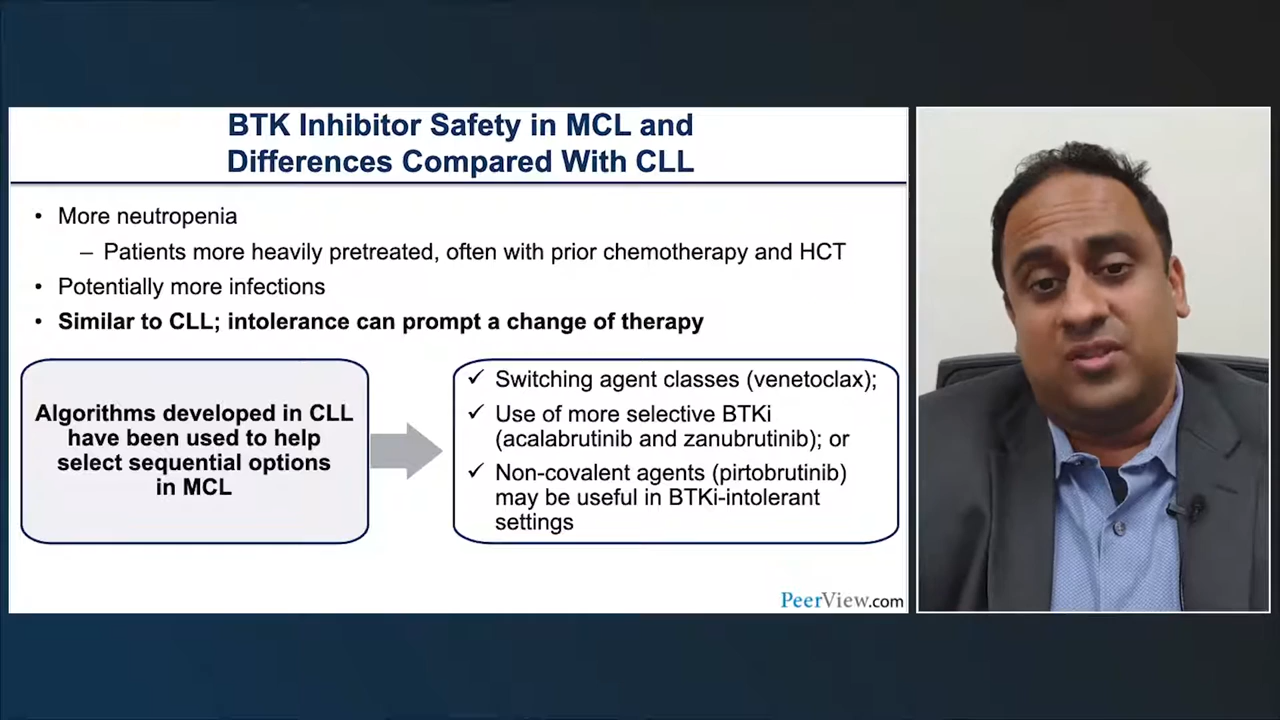 BTK Inhibitor Safety in MCL and
Differences Compared With CLL
• More neutropenia
– Patients more heavily pretreated, often with prior chemotherapy and HCT
• Potentially more infections
• Similar to CLL; intolerance can prompt a change of therapy
Algorithms developed in CLL
have been used to help
select sequential options
in MCL
✓ Switching agent classes (venetoclax);
✓ Use of more selective BTKi
(acalabrutinib and zanubrutinib); or
✓ Non-covalent agents (pirtobrutinib)
may be useful in BTKi-intolerant
settings
PeerView.com